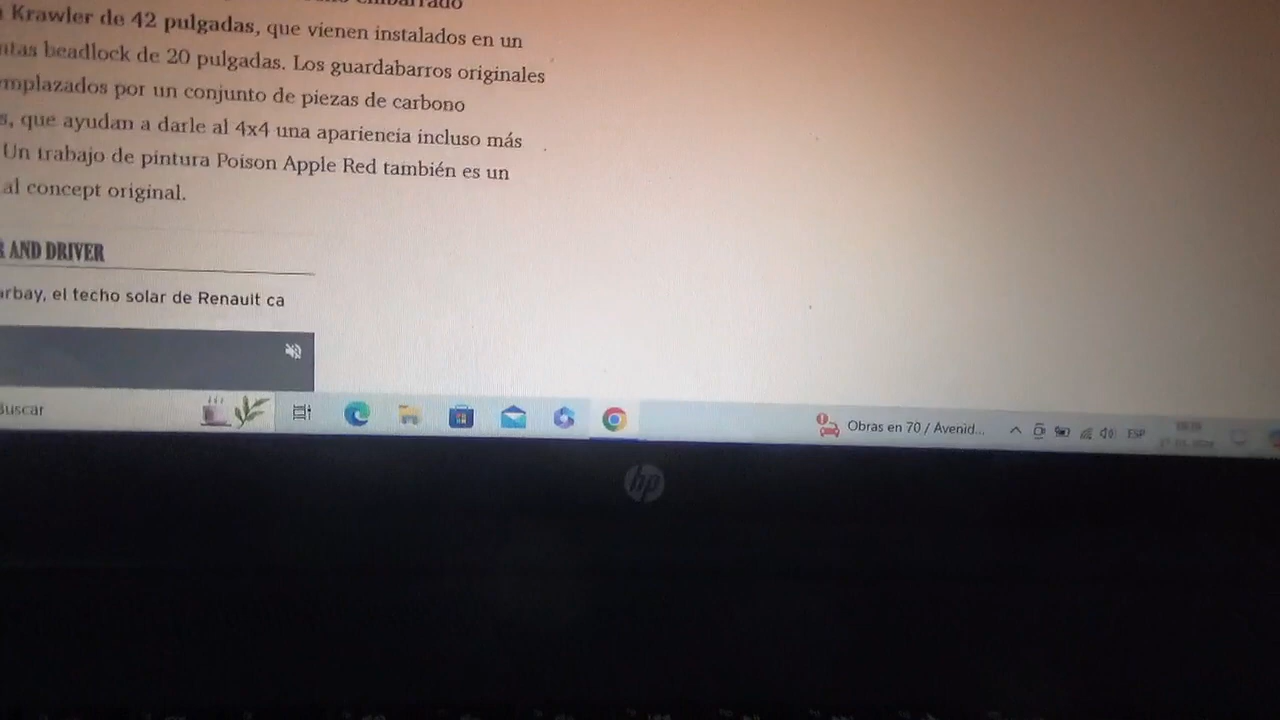 Krawler de 42 pulgadas, que vienen instalados en un
beadlock de 20 pulgadas. Los guardabarros originales
por un conjunto de piezas de carbono
que ayudan a darle al 4x4 una apariencia incluso más
Un trabajo de pintura Poison Apple Red también es un
al concept original.
AND DRIVER
el techo solar de Renault ca
Buscar
Obras en 70 / Avenid...
ESP
hp